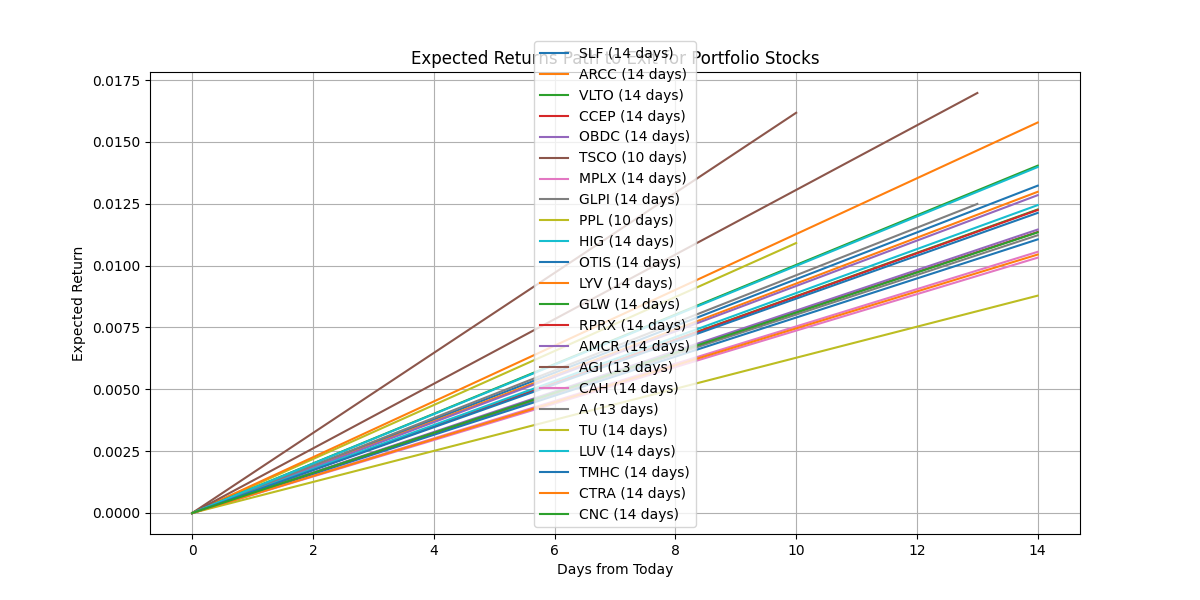 Expected Returns Path to Exit for Portfolio Stocks
SLF (14 days)
ARCC (14 days)
VLTO (14 days)
CCEP (14 days)
OBDC (14 days)
TSCO (10 days)
MPLX (14 days)
GLPI (14 days)
PPL (10 days)
HIG (14 days)
OTIS (14 days)
LYV (14 days)
GLW (14 days)
RPRX (14 days)
AMCR (14 days)
AGI (13 days)
CAH (14 days)
A (13 days)
TU (14 days)
LUV (14 days)
TMHC (14 days)
CTRA (14 days)
CNC (14 days)
Expected Return
0.0175
0.0150
0.0125
0.0100
0.0075
0.0050
0.0025
0.0000
0 2 4 6 8 10 12 14
Days from Today